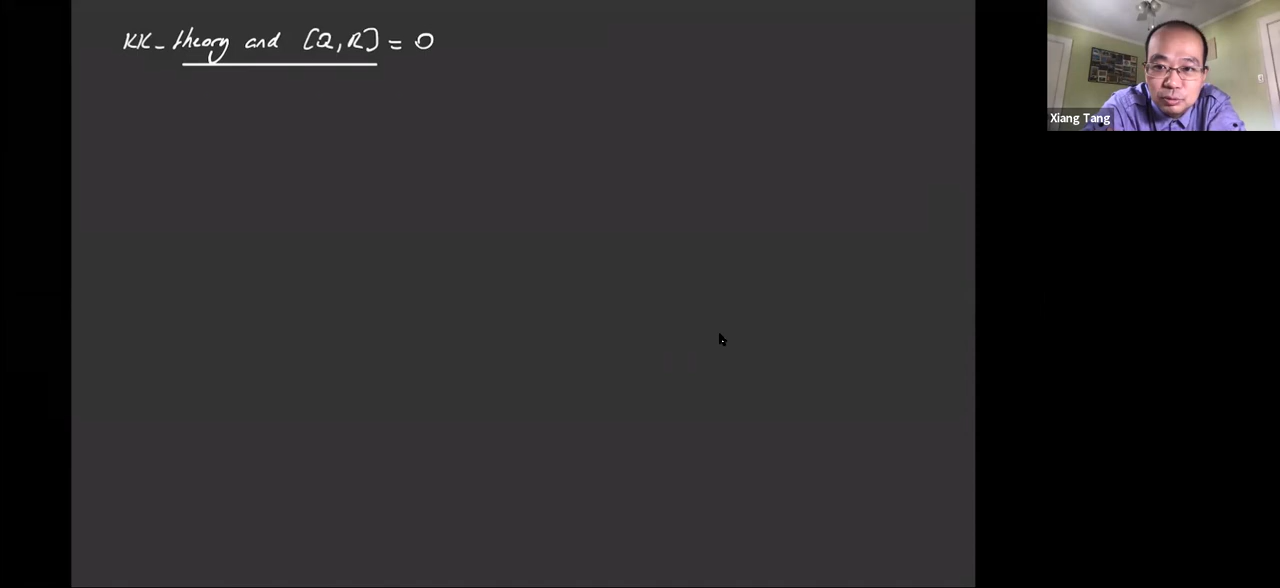 KK-theory and [Q,R] = 0
Xiang Tang